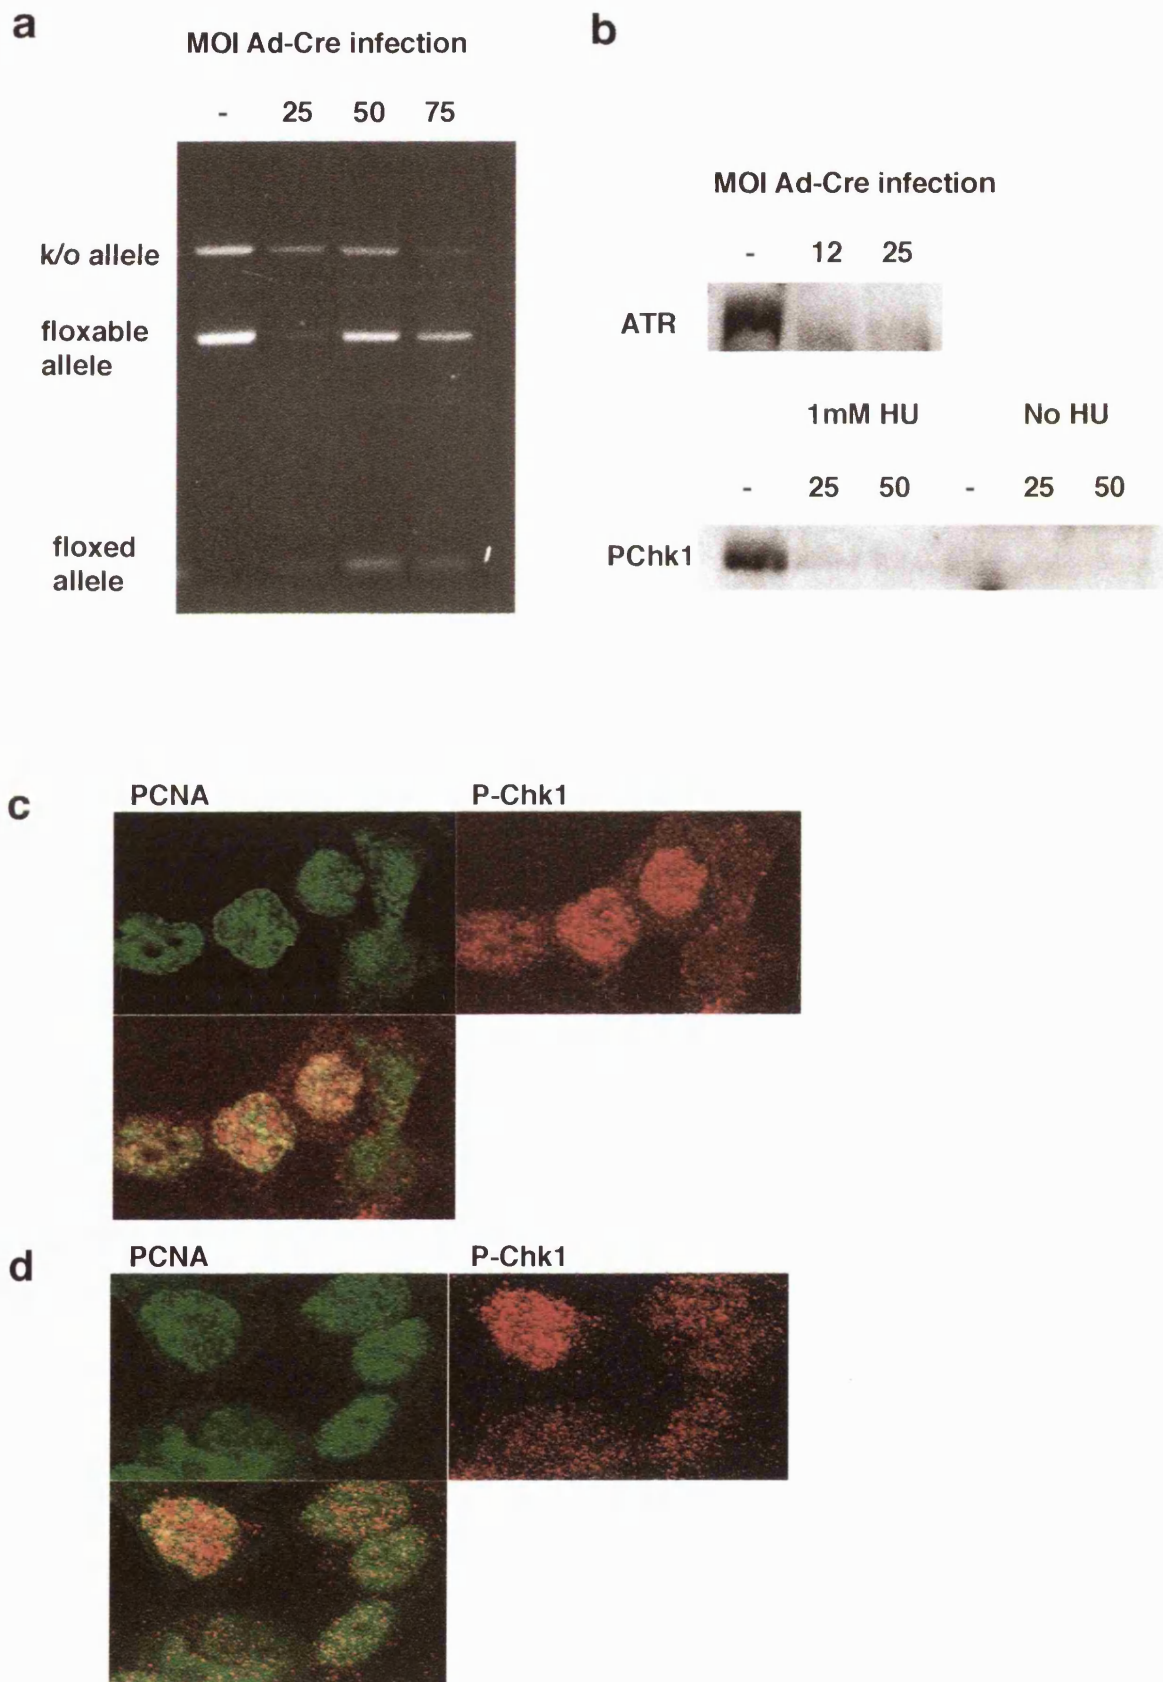 a
MOI Ad-Cre infection
- 25 50 75
k/o allele
floxable
allele
floxed
allele
b
MOI Ad-Cre infection
- 12 25
ATR
1mM HU No HU
- 25 50 - 25 50
PChk1
c
PCNA P-Chk1
d
PCNA P-Chk1